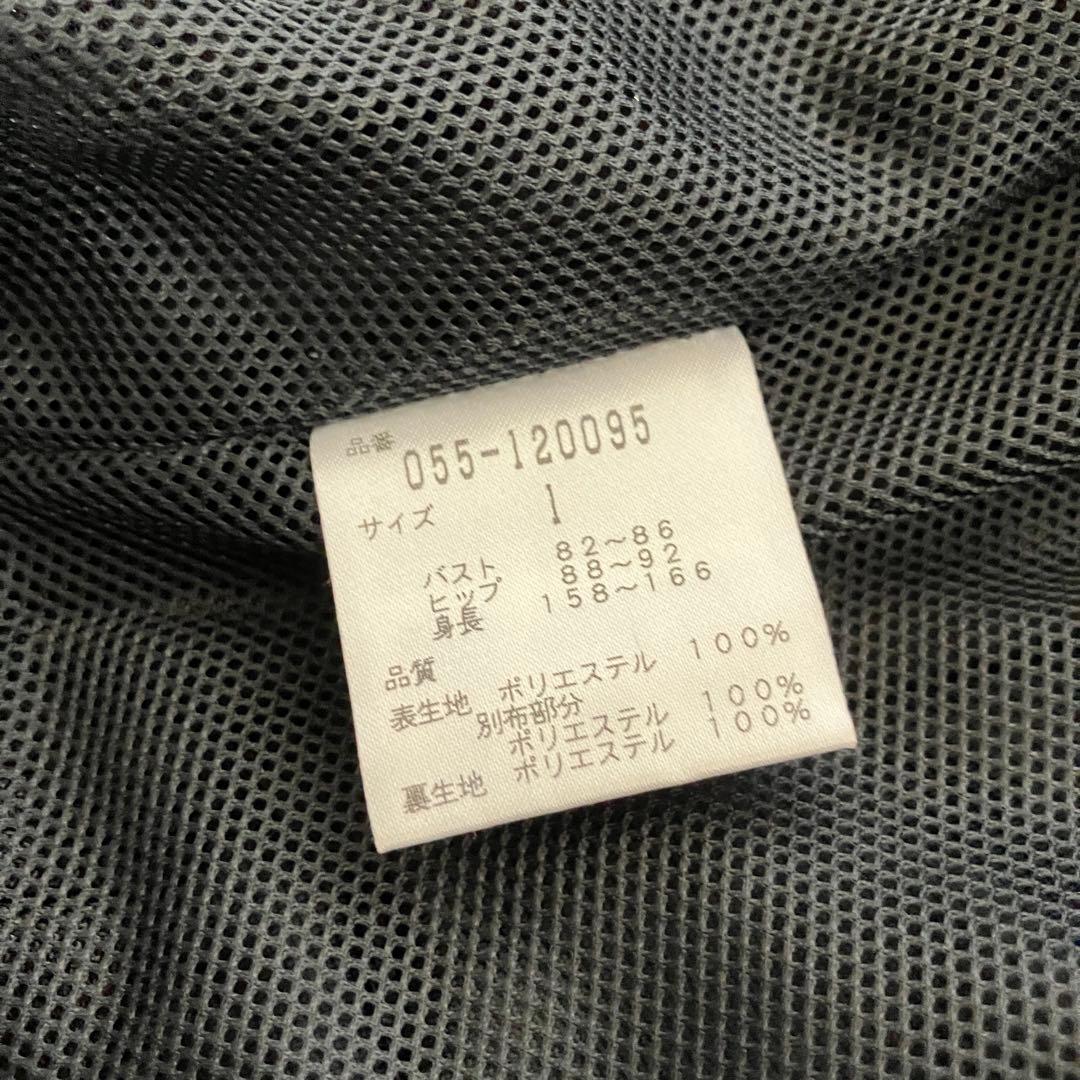 品番 055-120095
サイズ 1
バスト 82～86
ヒップ 88～92
身長 158～166
品質
表生地 ポリエステル 100%
別布部分
ポリエステル 100%
裏生地 ポリエステル 100%